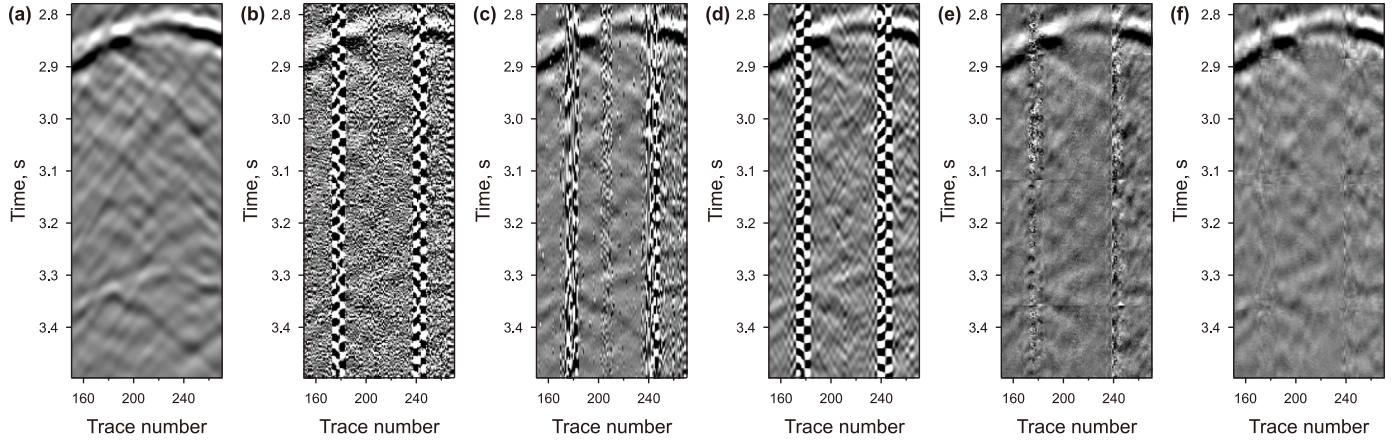 (a) (b) (c) (d) (e) (f)
2.8 2.8 2.8 2.8 2.8 2.8
2.9 2.9 2.9 2.9 2.9 2.9
3.0 3.0 3.0 3.0 3.0 3.0
3.1 3.1 3.1 3.1 3.1 3.1
Time, s Time, s Time, s Time, s Time, s Time, s
3.2 3.2 3.2 3.2 3.2 3.2
3.3 3.3 3.3 3.3 3.3 3.3
3.4 3.4 3.4 3.4 3.4 3.4
160 200 240 160 200 240 160 200 240 160 200 240 160 200 240 160 200 240
Trace number Trace number Trace number Trace number Trace number Trace number